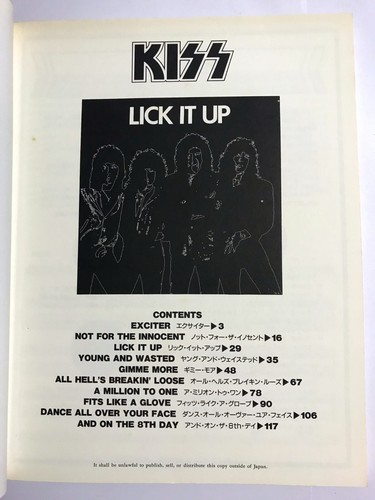 KISS
LICK IT UP
CONTENTS
EXCITER エクサイター▶3
NOT FOR THE INNOCENT ノット・フォー・ザ・イノセント▶16
LICK IT UP リック・イット・アップ▶29
YOUNG AND WASTED ヤング・アンド・ウェイステッド▶35
GIMME MORE ギミー・モア▶48
ALL HELL'S BREAKIN' LOOSE オール・ヘルズ・ブレイキン・ルーズ▶67
A MILLION TO ONE ア・ミリオン・トゥ・ワン▶78
FITS LIKE A GLOVE フィッツ・ライク・ア・グローブ▶90
DANCE ALL OVER YOUR FACE ダンス・オール・オーヴァー・ユア・フェイス▶106
AND ON THE 8TH DAY アンド・オン・ザ・8th・デイ▶117
It shall be unlawful to publish, sell, or distribute this copy outside of Japan.